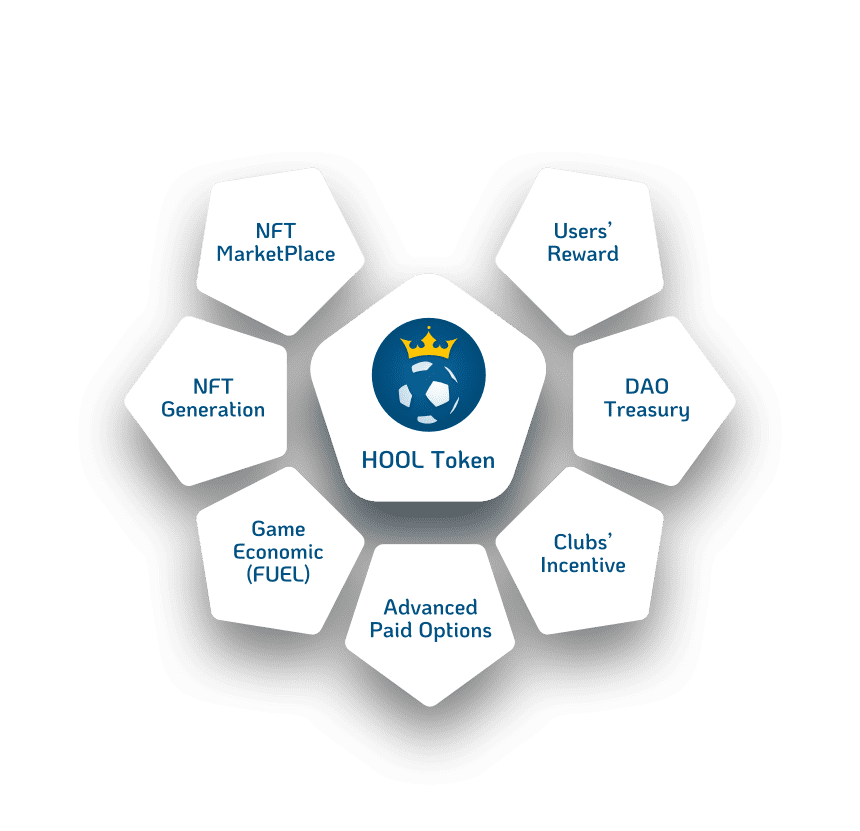 NFT
MarketPlace
Users'
Reward
HOOL Token
NFT
Generation
DAO
Treasury
Game
Economic
(FUEL)
Clubs'
Incentive
Advanced
Paid Options